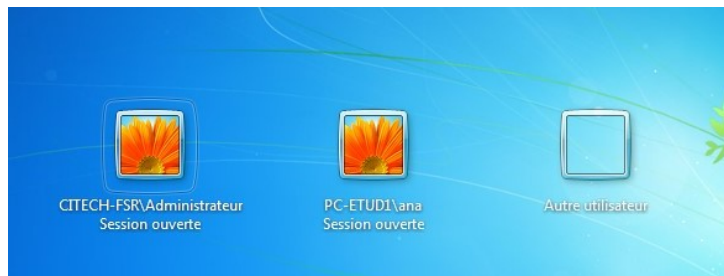 CITECH-FSR\Administrateur
Session ouverte
PC-ETUD1\ana
Session ouverte
Autre utilisateur